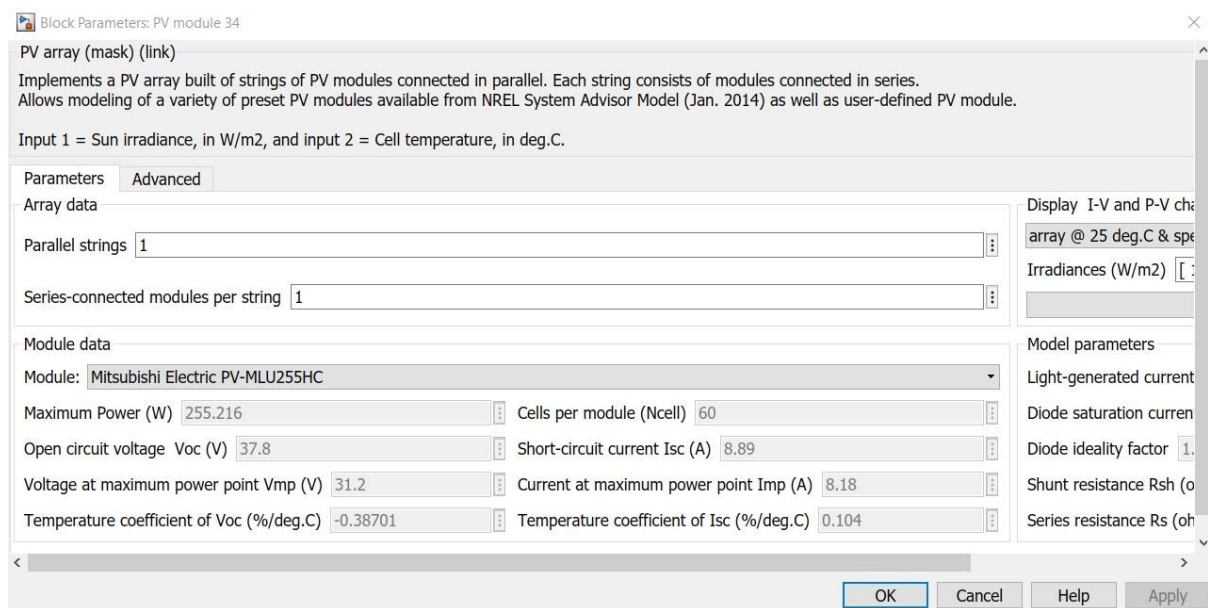 Block Parameters: PV module 34
PV array (mask) (link)
Implements a PV array built of strings of PV modules connected in parallel. Each string consists of modules connected in series.
Allows modeling of a variety of preset PV modules available from NREL System Advisor Model (Jan. 2014) as well as user-defined PV module.
Input 1 = Sun irradiance, in W/m2, and input 2 = Cell temperature, in deg.C.
Parameters Advanced
Array data
Parallel strings 1
Series-connected modules per string 1
Display I-V and P-V cha
array @ 25 deg.C & spe
Irradiances (W/m2) [
Module data
Module: Mitsubishi Electric PV-MLU255HC
Maximum Power (W) 255.216 Cells per module (Ncell) 60
Open circuit voltage Voc (V) 37.8 Short-circuit current Isc (A) 8.89
Voltage at maximum power point Vmp (V) 31.2 Current at maximum power point Imp (A) 8.18
Temperature coefficient of Voc (%/deg.C) -0.38701 Temperature coefficient of Isc (%/deg.C) 0.104
Model parameters
Light-generated current
Diode saturation curren
Diode ideality factor 1.
Shunt resistance Rsh (o
Series resistance Rs (oh
OK Cancel Help Apply